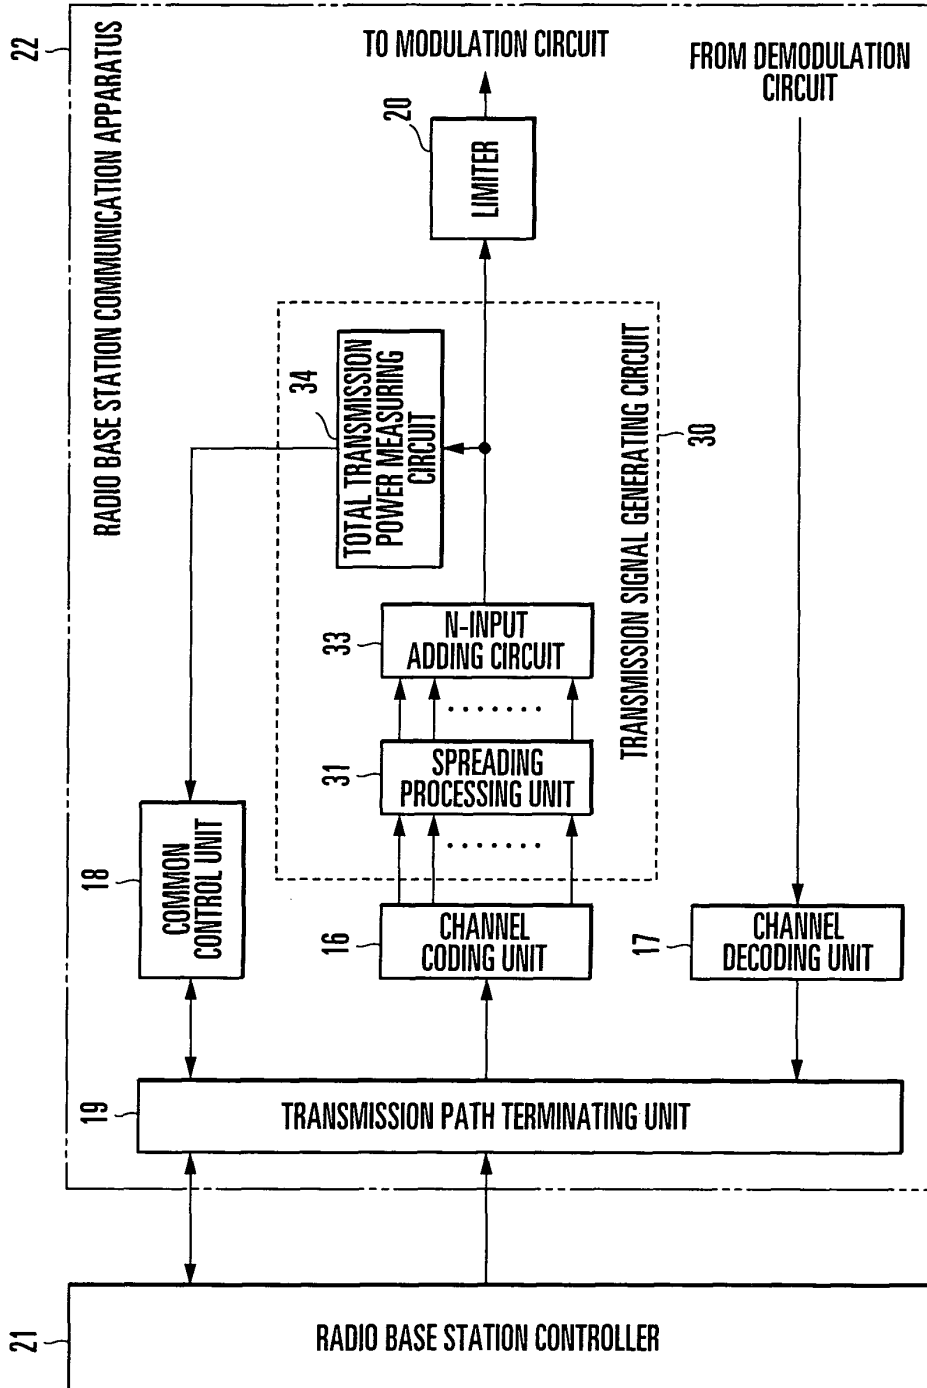 22
RADIO BASE STATION COMMUNICATION APPARATUS
TO MODULATION CIRCUIT
FROM DEMODULATION
CIRCUIT
20
LIMITER
34
TOTAL TRANSMISSION
POWER MEASURING
CIRCUIT
TRANSMISSION SIGNAL GENERATING CIRCUIT
30
33
N-INPUT
ADDING CIRCUIT
31
SPREADING
PROCESSING UNIT
18
COMMON
CONTROL UNIT
16
CHANNEL
CODING UNIT
17
CHANNEL
DECODING UNIT
19
TRANSMISSION PATH TERMINATING UNIT
21
RADIO BASE STATION CONTROLLER